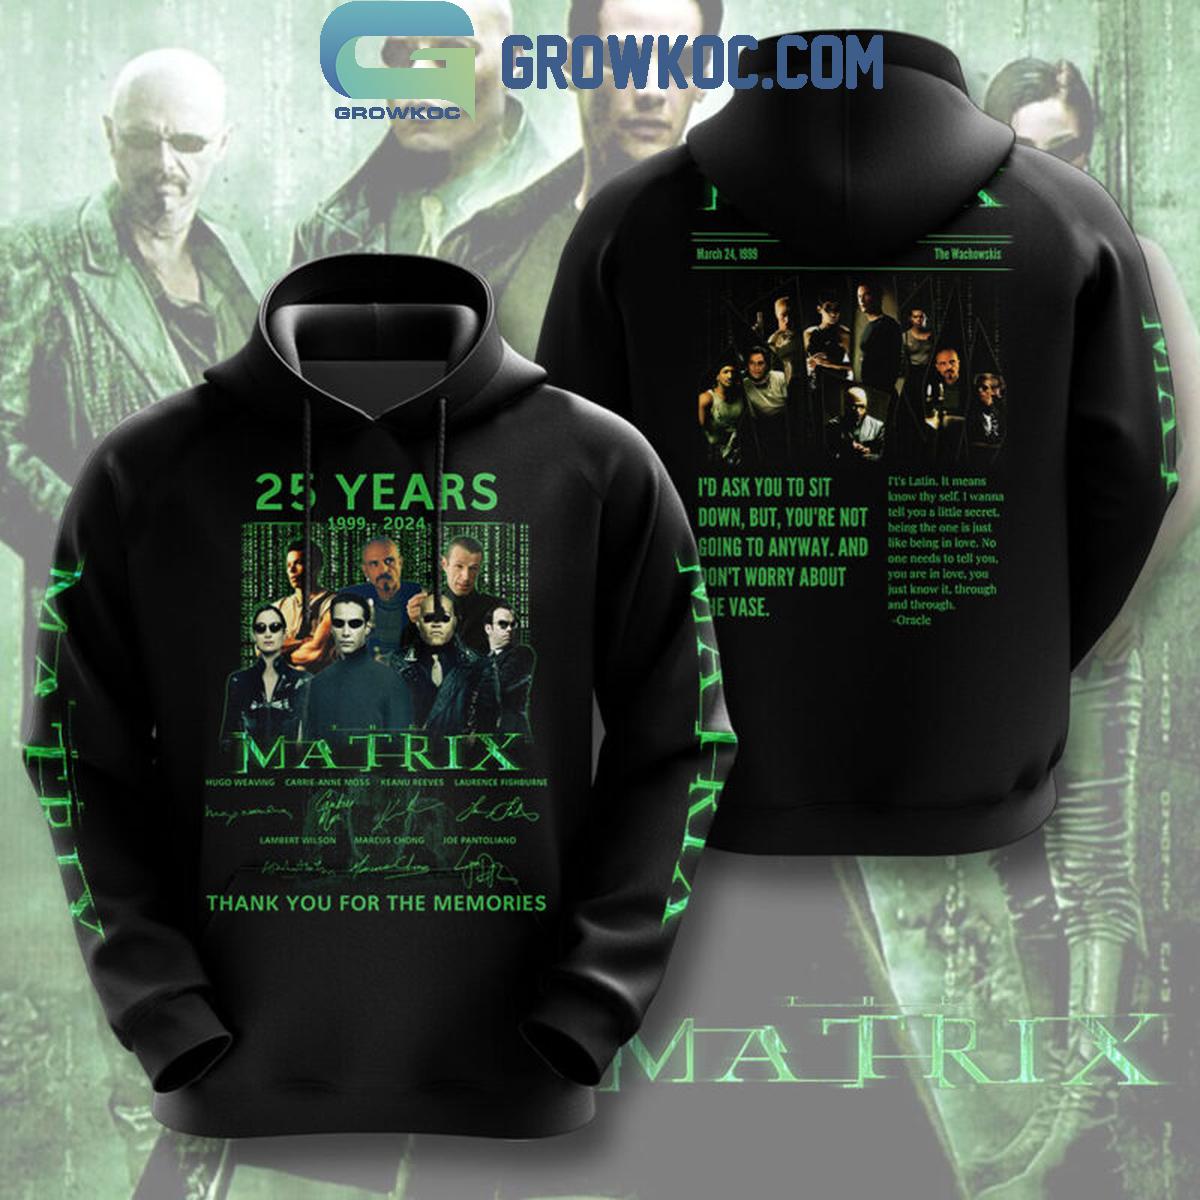 GROWKOC
GROWKOC.COM
25 YEARS
1999 - 2024
THE
MATRIX
HUGO WEAVING CARRIE-ANNE MOSS KEANU REEVES LAURENCE FISHBURNE
LAMBERT WILSON MARCUS CHONG JOE PANTOLIANO
THANK YOU FOR THE MEMORIES
MATRIX
MATRIX
March 24, 1999 The Wachowskis
I'D ASK YOU TO SIT
DOWN, BUT, YOU'RE NOT
GOING TO ANYWAY. AND
DON'T WORRY ABOUT
THE VASE.
It's Latin. It means
know thy self. I wanna
tell you a little secret,
being the one is just
like being in love. No
one needs to tell you,
you are in love, you
just know it, through
and through.
-Oracle
THE
MATRIX